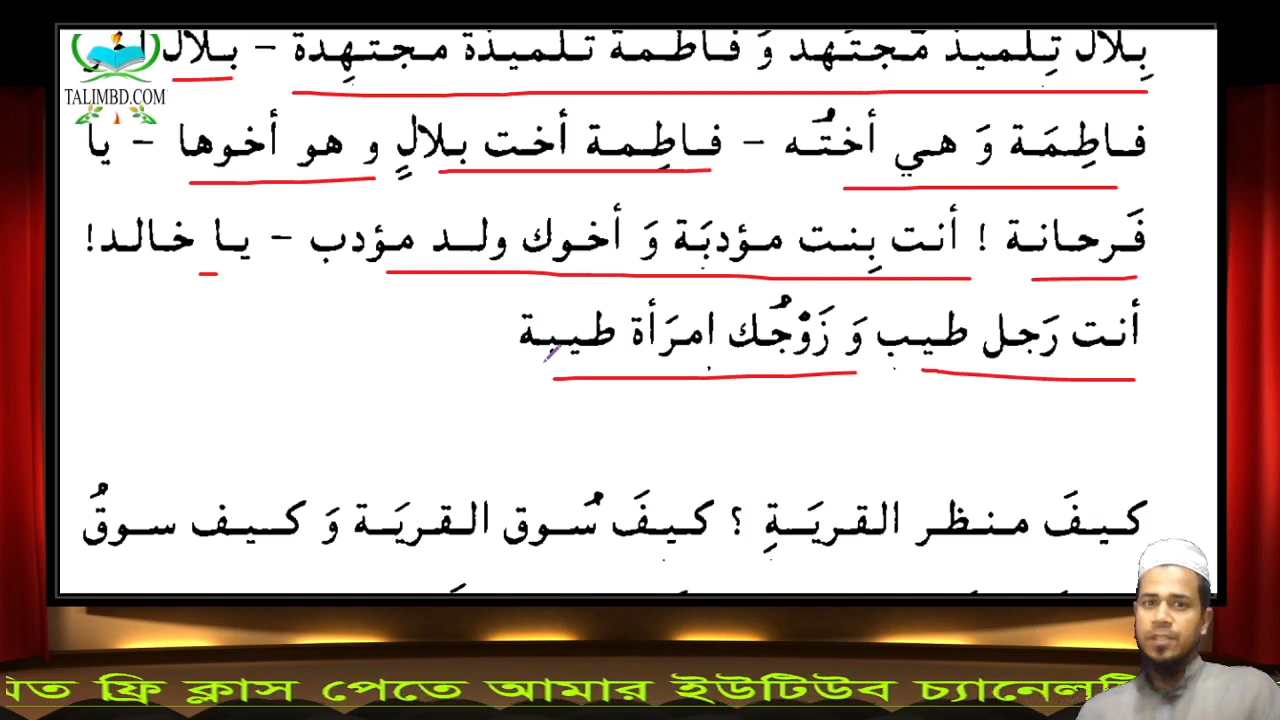 بِلال تِلميذ مُجتَهد وَ فاطمة تلميذة مجتهِدة – بلال
TALIMBD.COM
فاطِمَة وَ هي أختُه – فاطِمة أخت بلالٍ و هو أخوها – يا
فَرحانة ! أنت بِنت مؤدبَة وَ أخوك ولد مؤدب – يا خالد!
أنت رَجل طيب وَ زَوْجُك امرَأة طيبة
كيفَ منظر القريَةِ ؟ كيفَ سُوق القريَة وَ كيف سوقُ
ফ্রি ক্লাস পেতে আমার ইউটিউব